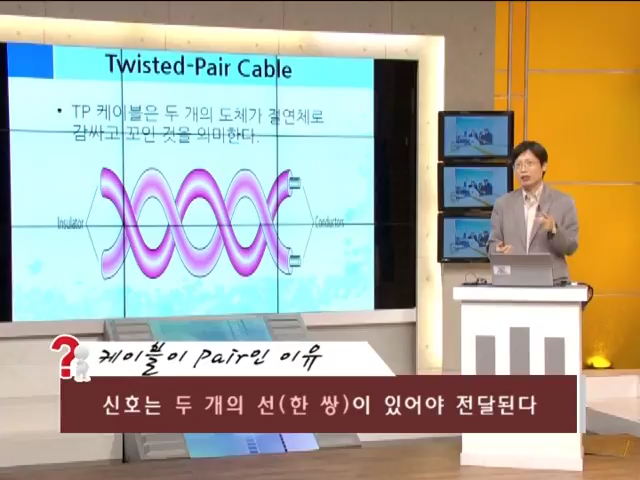 Twisted-Pair Cable
• TP 케이블은 두 개의 도체가 절연체로
감싸고 꼬인 것을 의미한다.
Insulator
Conductors
? 케이블이 Pair인 이유
신호는 두 개의 선(한 쌍)이 있어야 전달된다